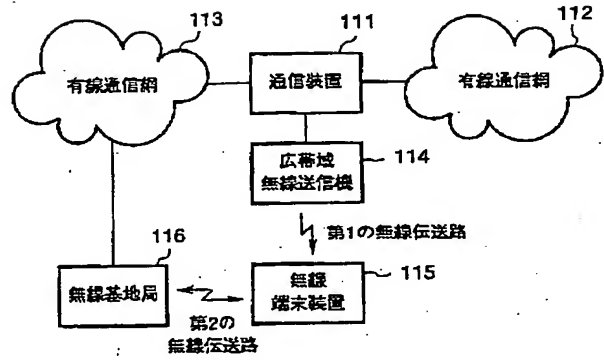 113
111
112
有線通信網
通信装置
有線通信網
広帯域
無線送信機
114
第1の無線伝送路
116
115
無線基地局
無線
端末装置
第2の
無線伝送路